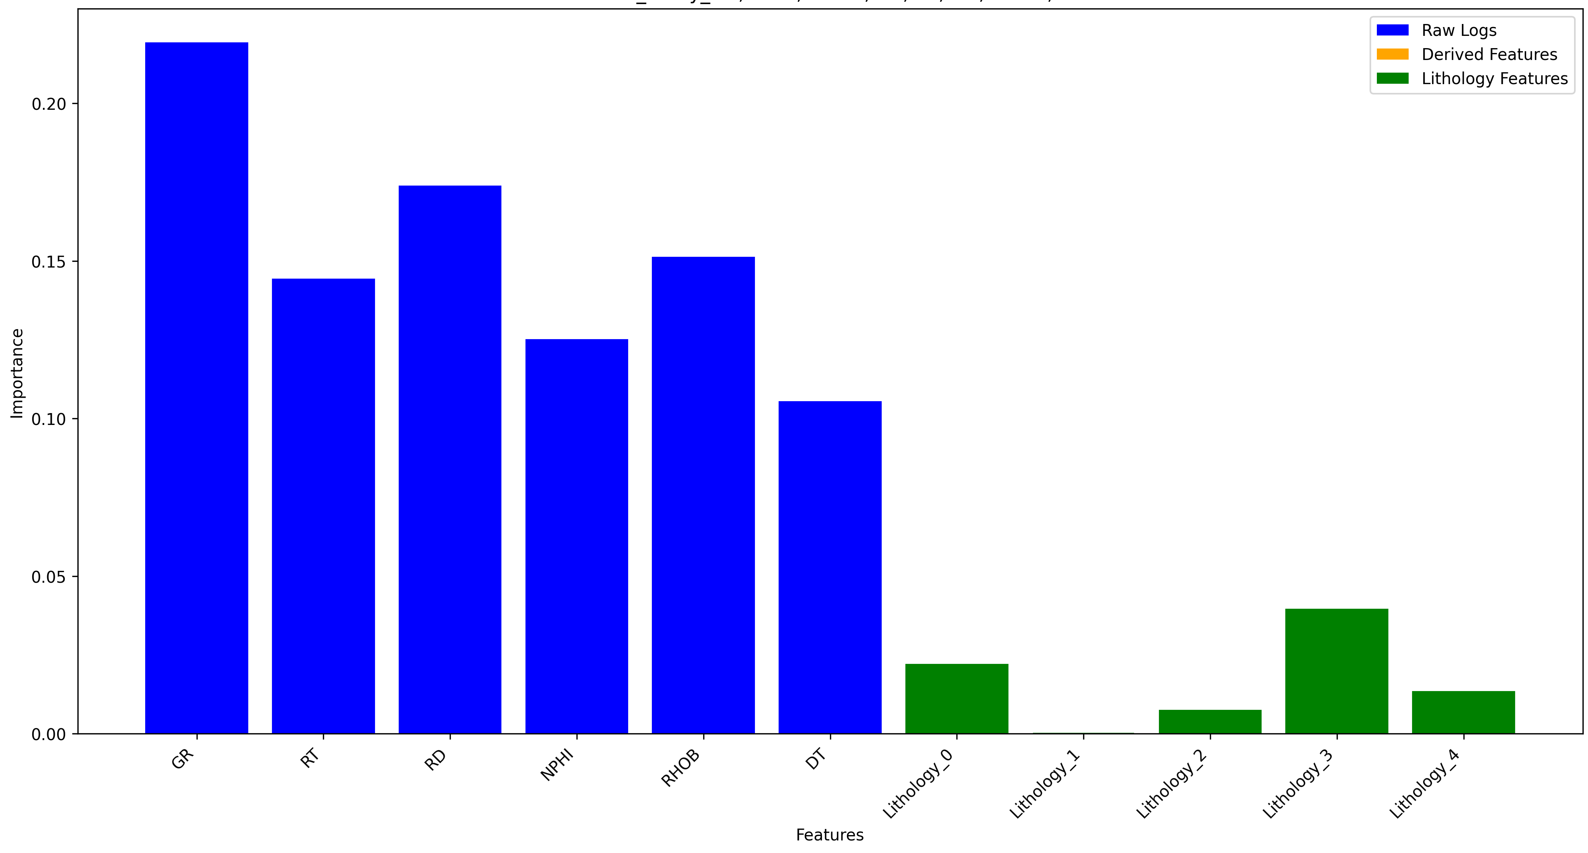 Raw Logs
Derived Features
Lithology Features
Importance
0.20
0.15
0.10
0.05
0.00
GR
RT
RD
NPHI
RHOB
DT
Lithology_0
Lithology_1
Lithology_2
Lithology_3
Lithology_4
Features